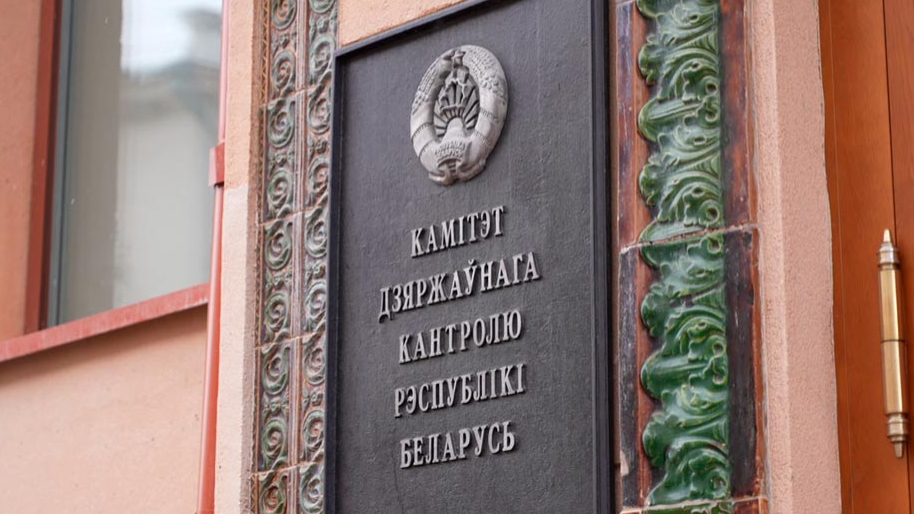 КАМІТЭТ
ДЗЯРЖАЎНАГА
КАНТРОЛЮ
РЭСПУБЛІКІ
БЕЛАРУСЬ